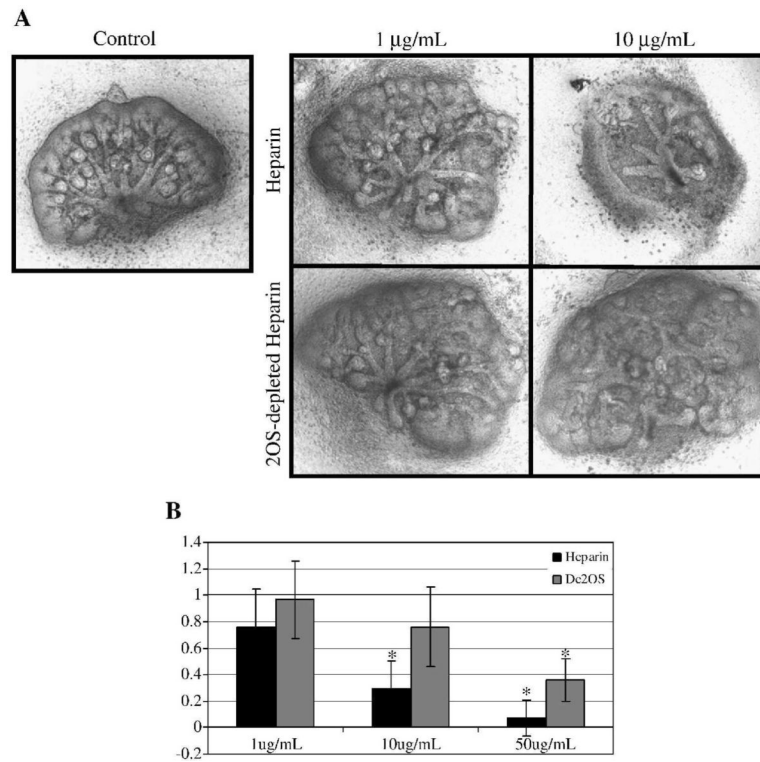 A
Control
1 µg/mL
10 µg/mL
Heparin
2OS-depleted Heparin
B
1.4
1.2
1
0.8
0.6
0.4
0.2
0
-0.2
Heparin
De2OS
*
*
*
1ug/mL
10ug/mL
50ug/mL